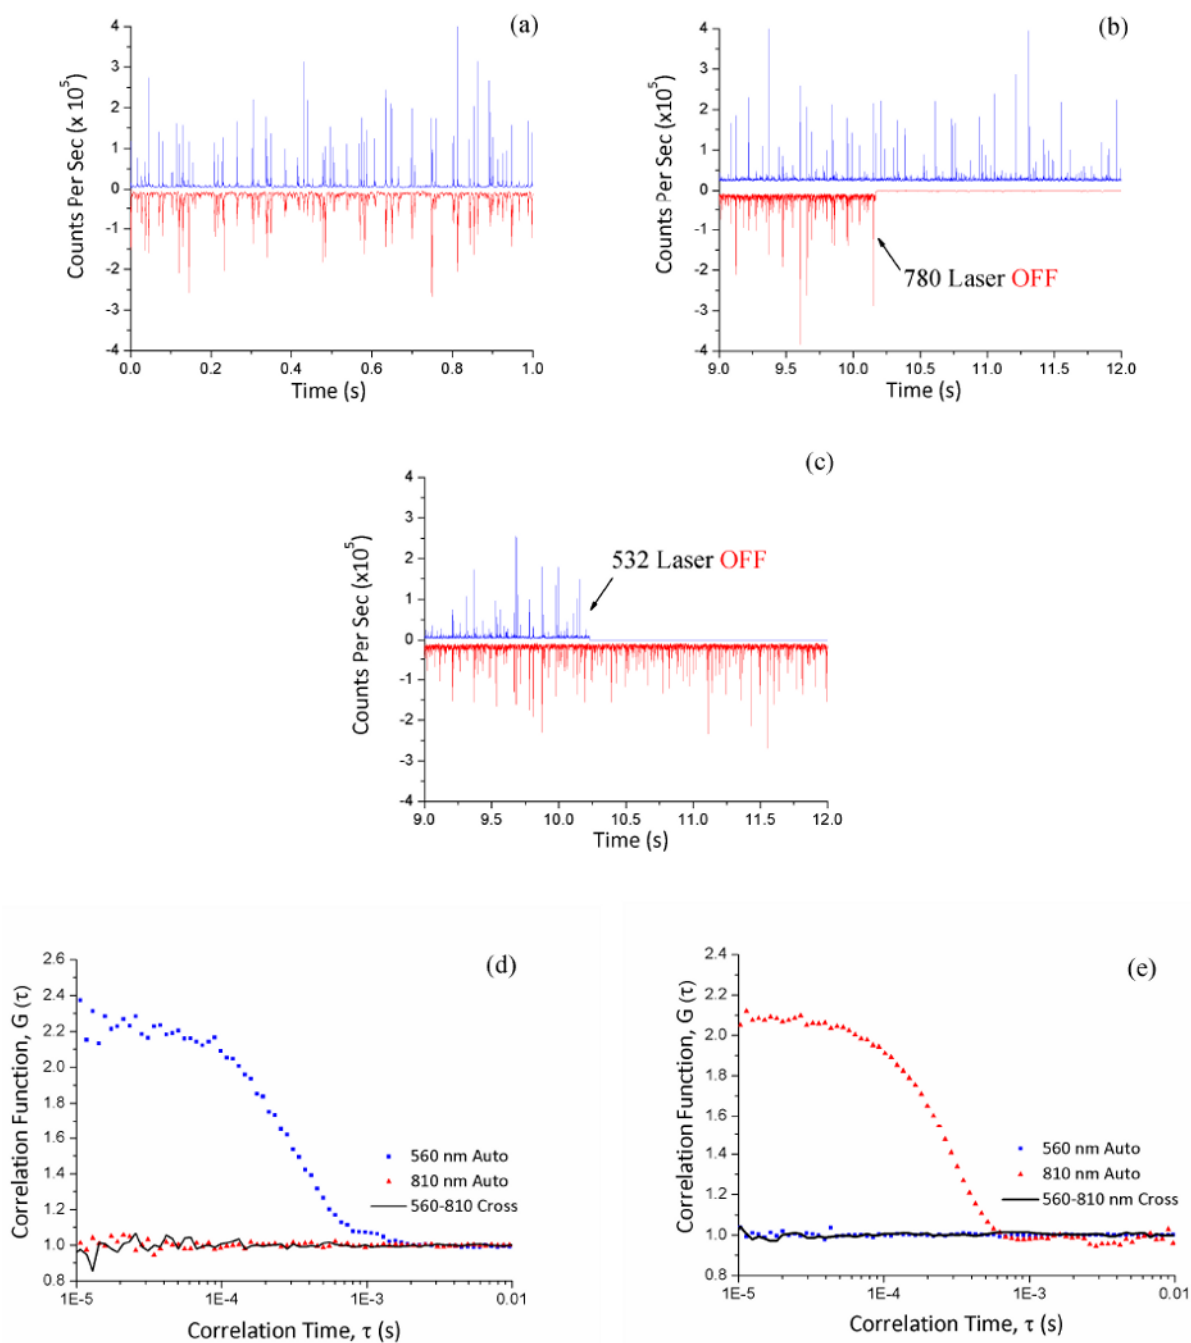 (a)
Counts Per Sec (x 10^5)
4
3
2
1
0
-1
-2
-3
-4
0.0 0.2 0.4 0.6 0.8 1.0
Time (s)
(b)
Counts Per Sec (x10^5)
4
3
2
1
0
-1
-2
-3
-4
780 Laser OFF
9.0 9.5 10.0 10.5 11.0 11.5 12.0
Time (s)
(c)
Counts Per Sec (x10^5)
4
3
2
1
0
-1
-2
-3
-4
532 Laser OFF
9.0 9.5 10.0 10.5 11.0 11.5 12.0
Time (s)
(d)
Correlation Function, G (τ)
2.6
2.4
2.2
2.0
1.8
1.6
1.4
1.2
1.0
0.8
560 nm Auto
810 nm Auto
560-810 Cross
1E-5 1E-4 1E-3 0.01
Correlation Time, τ (s)
(e)
Correlation Function, G (τ)
2.4
2.2
2.0
1.8
1.6
1.4
1.2
1.0
0.8
560 nm Auto
810 nm Auto
560-810 nm Cross
1E-5 1E-4 1E-3 0.01
Correlation Time, τ (s)